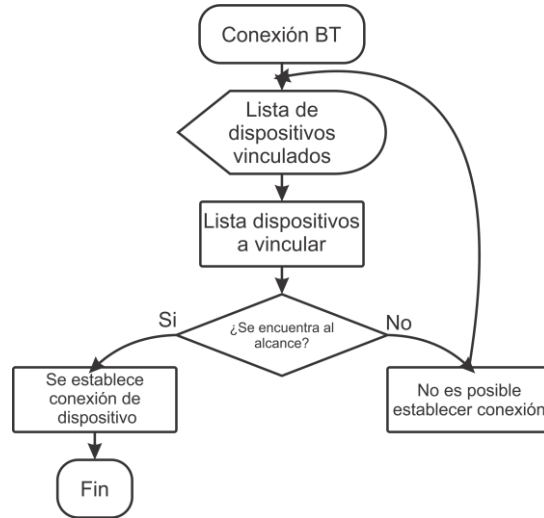 Conexión BT
Lista de
dispositivos
vinculados
Lista dispositivos
a vincular
¿Se encuentra al
alcance?
Si
No
Se establece
conexión de
dispositivo
No es posible
establecer conexión
Fin